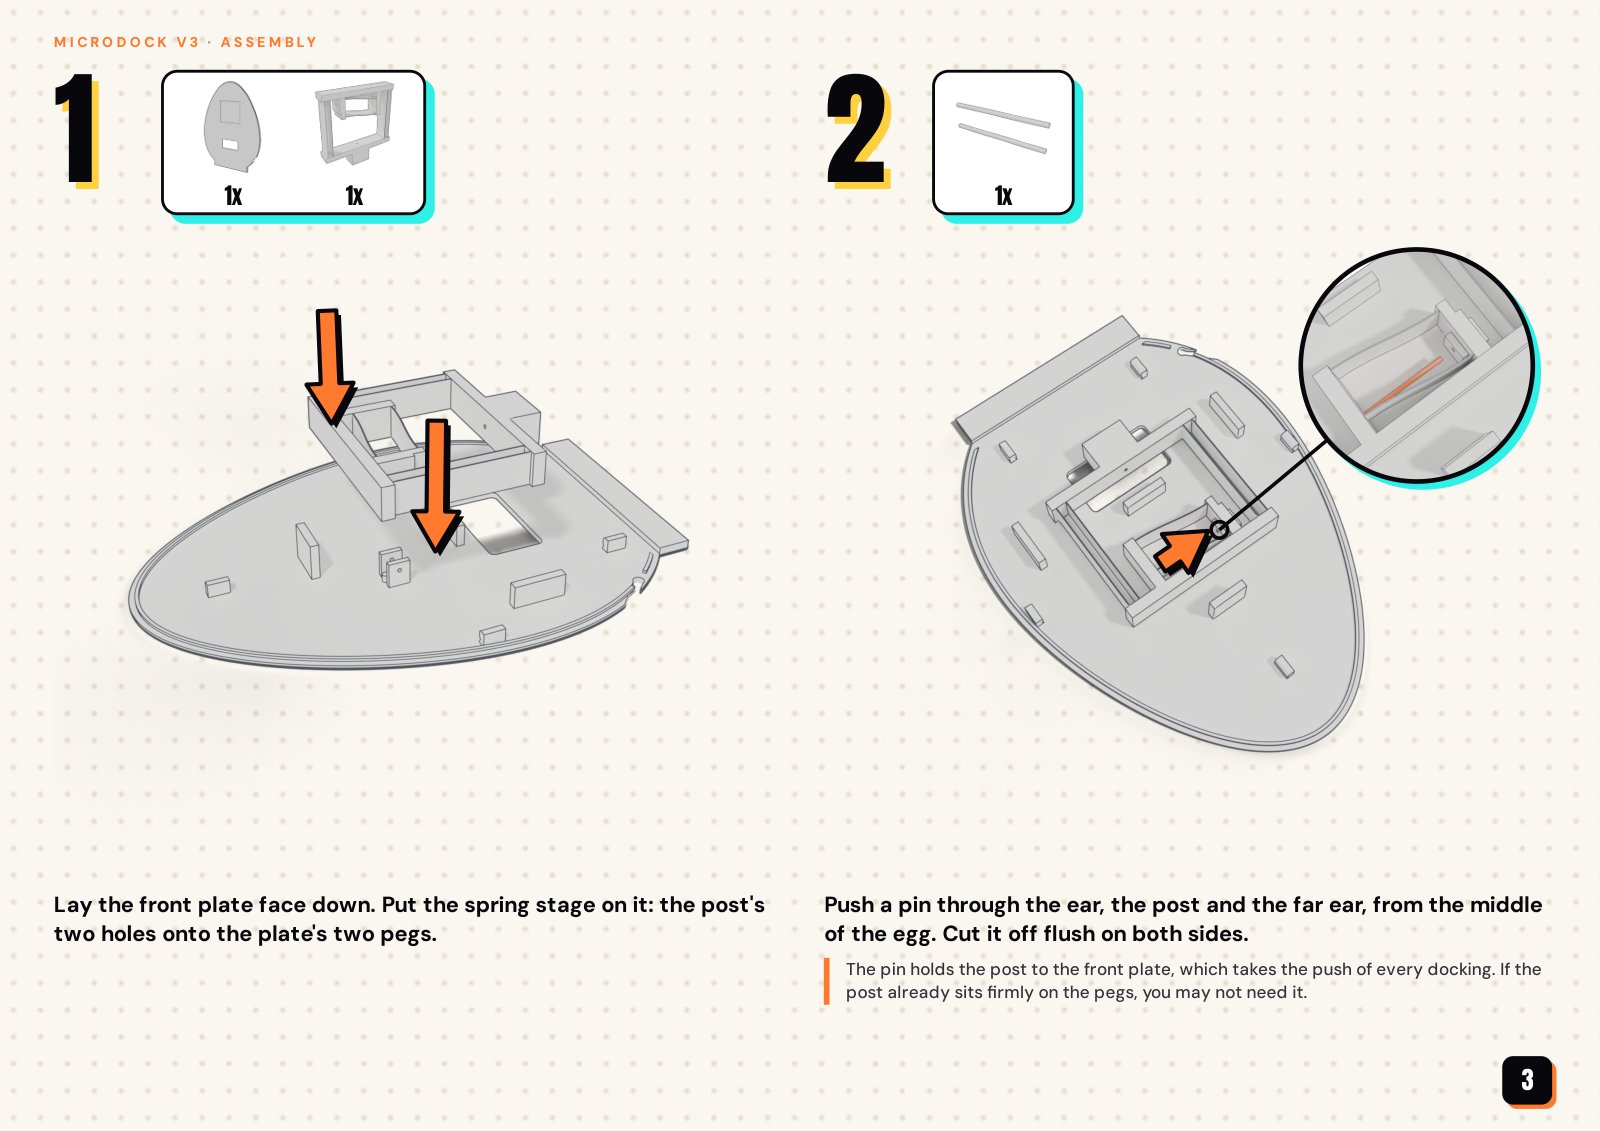 MICRODOCK V3 · ASSEMBLY
1
1x
1x
Lay the front plate face down. Put the spring stage on it: the post's
two holes onto the plate's two pegs.
2
1x
Push a pin through the ear, the post and the far ear, from the middle
of the egg. Cut it off flush on both sides.
The pin holds the post to the front plate, which takes the push of every docking. If the
post already sits firmly on the pegs, you may not need it.
3